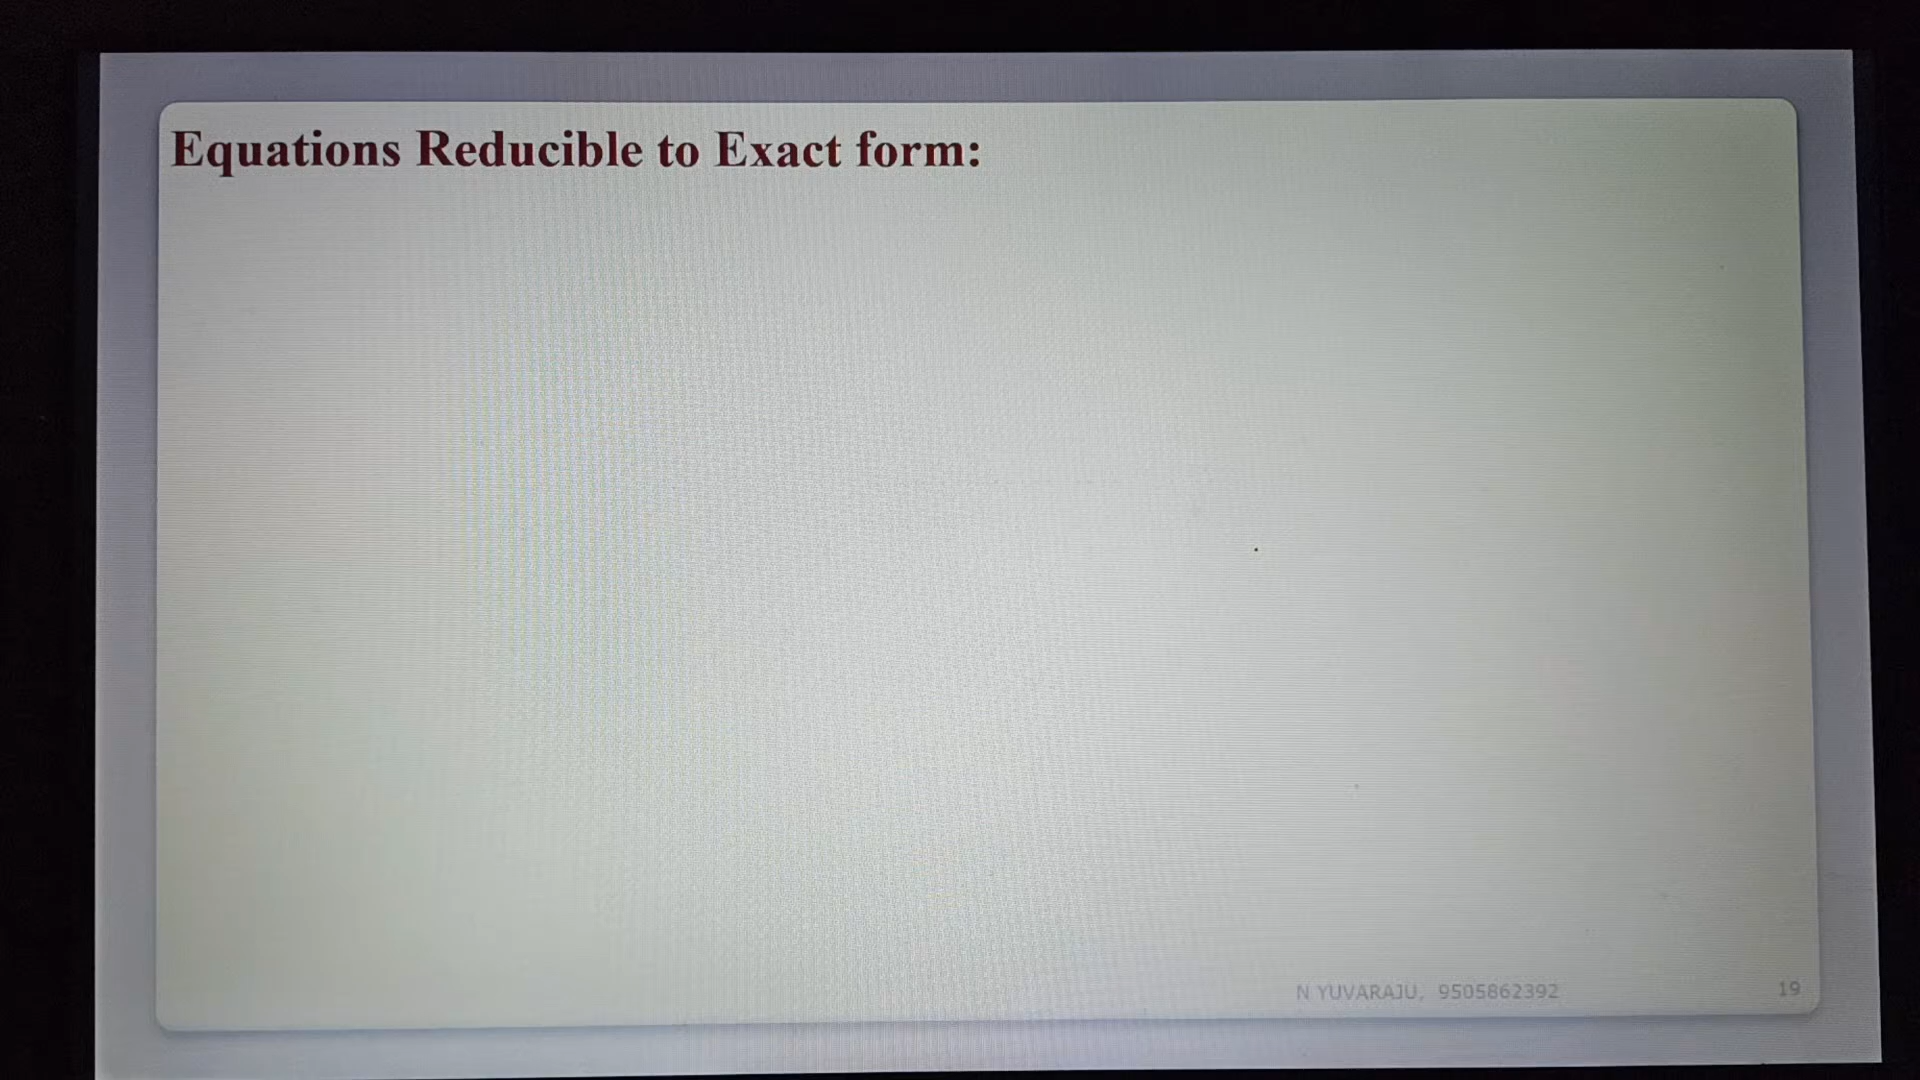 Equations Reducible to Exact form:
N YUVARAJU, 9505862392
19